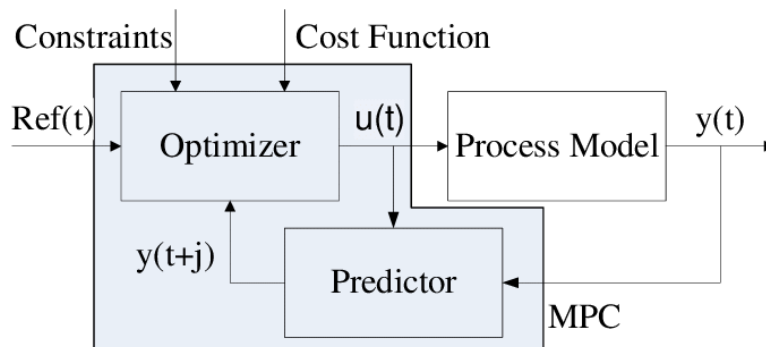 Constraints
Cost Function
Ref(t)
Optimizer
u(t)
Process Model
y(t)
y(t+j)
Predictor
MPC